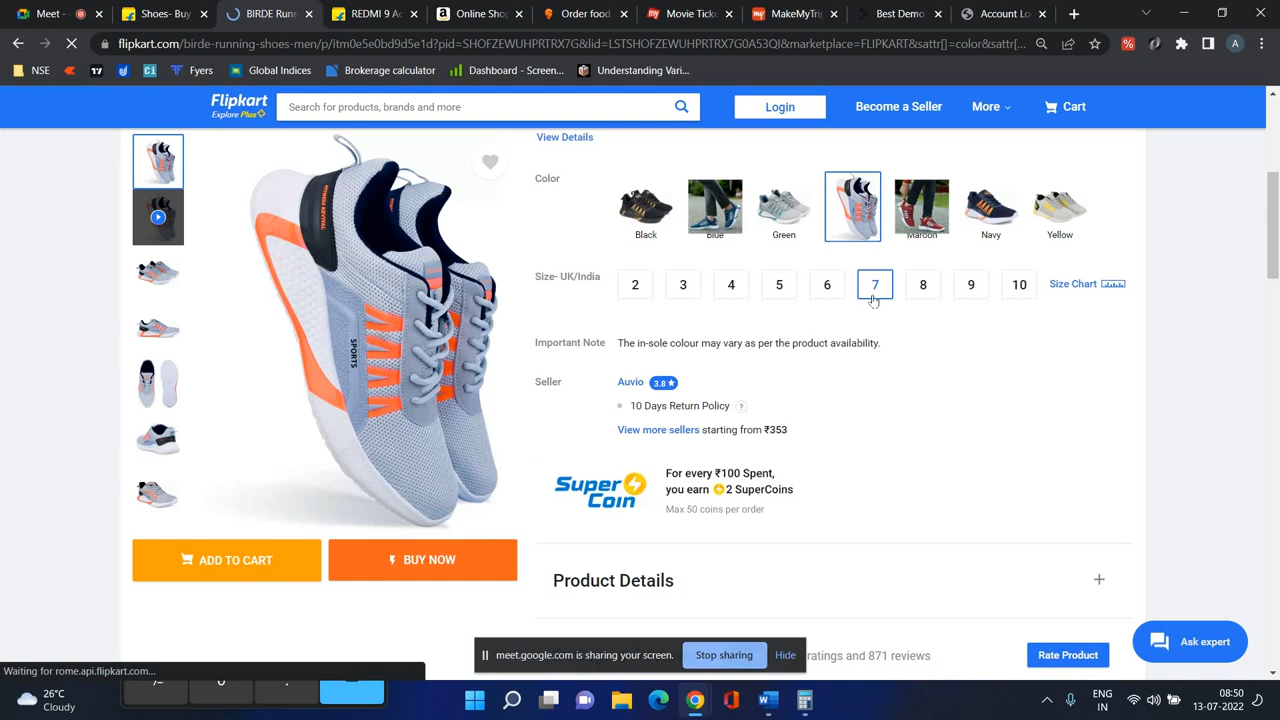 Meet -
Shoes- Buy
BIRDE Runn
REDMI 9 Ac
Online Shop
Order food
Movie Ticke
MakeMyTrip
Best Demo
Account Lo
flipkart.com/birde-running-shoes-men/p/itm0e5e0bd9d5e1d?pid=SHOFZEWUHPRTRX7G&lid=LSTSHOFZEWUHPRTRX7G0A53QI&marketplace=FLIPKART&sattr[]=color&sattr[...
A
NSE
Fyers
Global Indices
Brokerage calculator
Dashboard - Screen...
Understanding Vari...
Flipkart
Explore Plus
Search for products, brands and more
Login
Become a Seller
More
Cart
View Details
Color
Black
Blue
Green
Maroon
Navy
Yellow
Size- UK/India
2 3 4 5 6 7 8 9 10
Size Chart
Important Note
The in-sole colour may vary as per the product availability.
Seller
Auvio 3.8 ★
10 Days Return Policy ?
View more sellers starting from ₹353
SPORTS
Super Coin
For every ₹100 Spent,
you earn 2 SuperCoins
Max 50 coins per order
ADD TO CART
BUY NOW
Product Details
+
meet.google.com is sharing your screen.
Stop sharing
Hide
ratings and 871 reviews
Rate Product
Ask expert
Waiting for rome.api.flipkart.com...
26°C
Cloudy
ENG
IN
08:50
13-07-2022